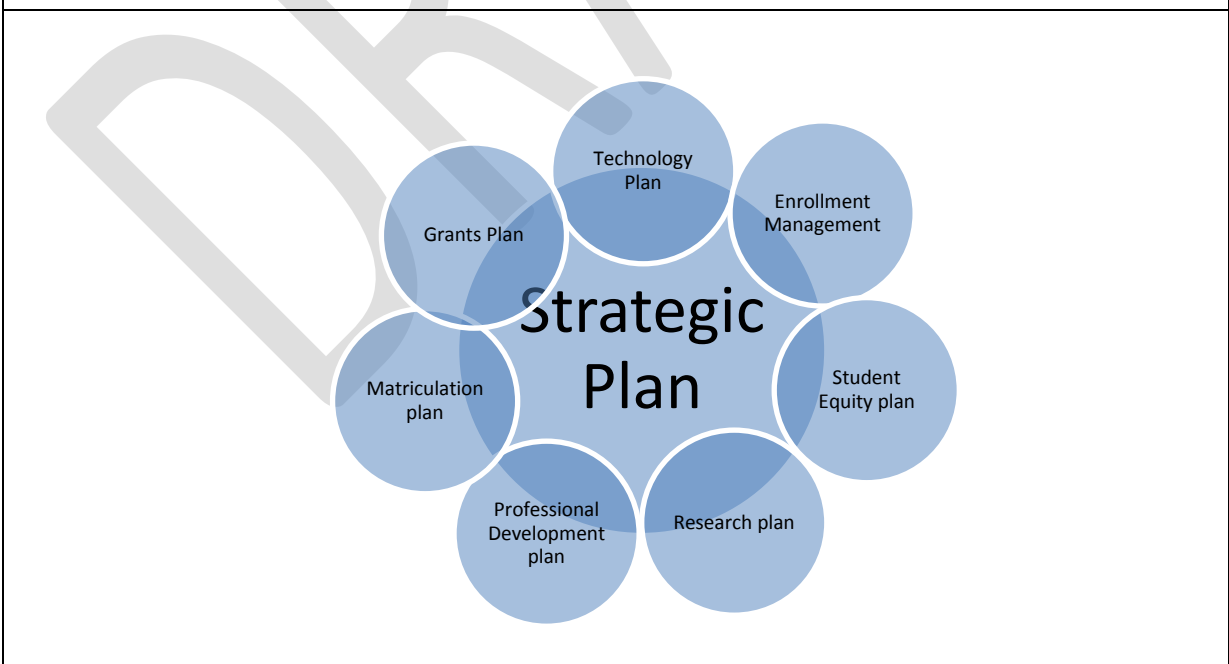 Technology
Plan
Enrollment
Management
Grants Plan
Strategic
Plan
Student
Equity plan
Matriculation
plan
Research plan
Professional
Development
plan